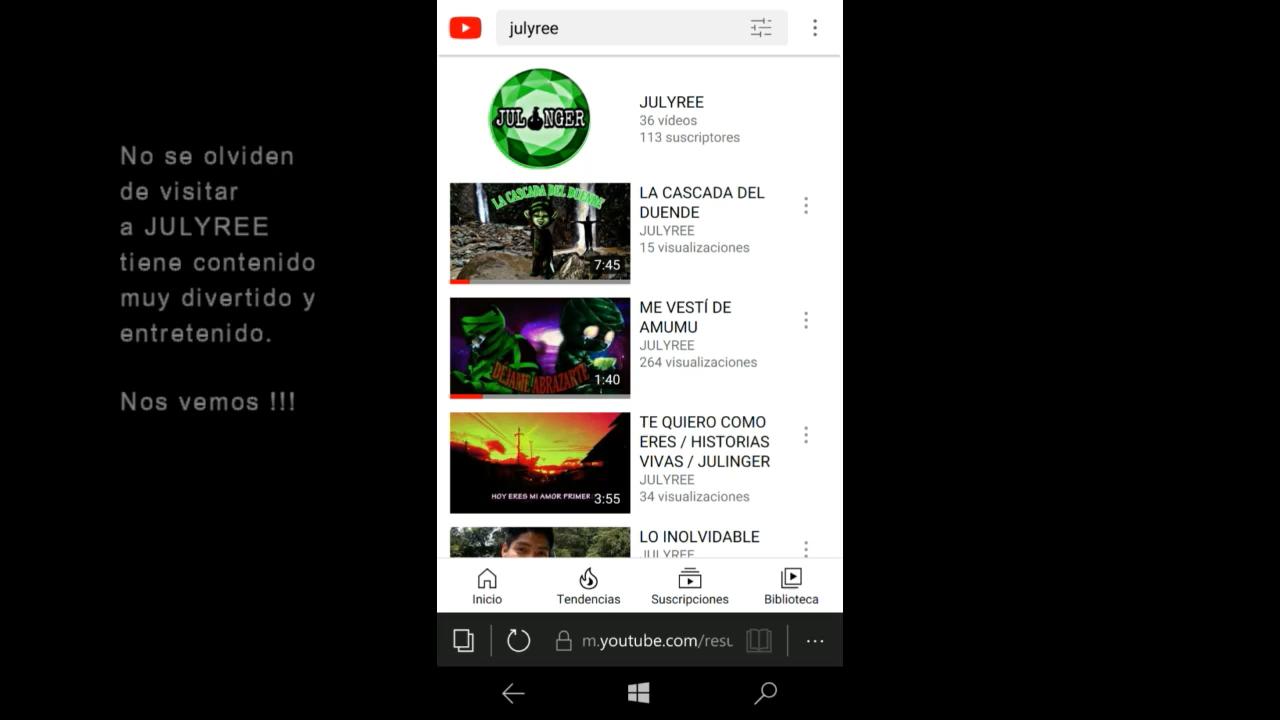 No se olviden
de visitar
a JULYREE
tiene contenido
muy divertido y
entretenido.
Nos vemos !!!
julyree
JULINGER
JULYREE
36 vídeos
113 suscriptores
LA CASCADA DEL DUENDE
7:45
LA CASCADA DEL
DUENDE
JULYREE
15 visualizaciones
DEJAME ABRAZARTE
1:40
ME VESTÍ DE
AMUMU
JULYREE
264 visualizaciones
HOY ERES MI AMOR PRIMER
3:55
TE QUIERO COMO
ERES / HISTORIAS
VIVAS / JULINGER
JULYREE
34 visualizaciones
LO INOLVIDABLE
JULYREE
Inicio
Tendencias
Suscripciones
Biblioteca
m.youtube.com/resu